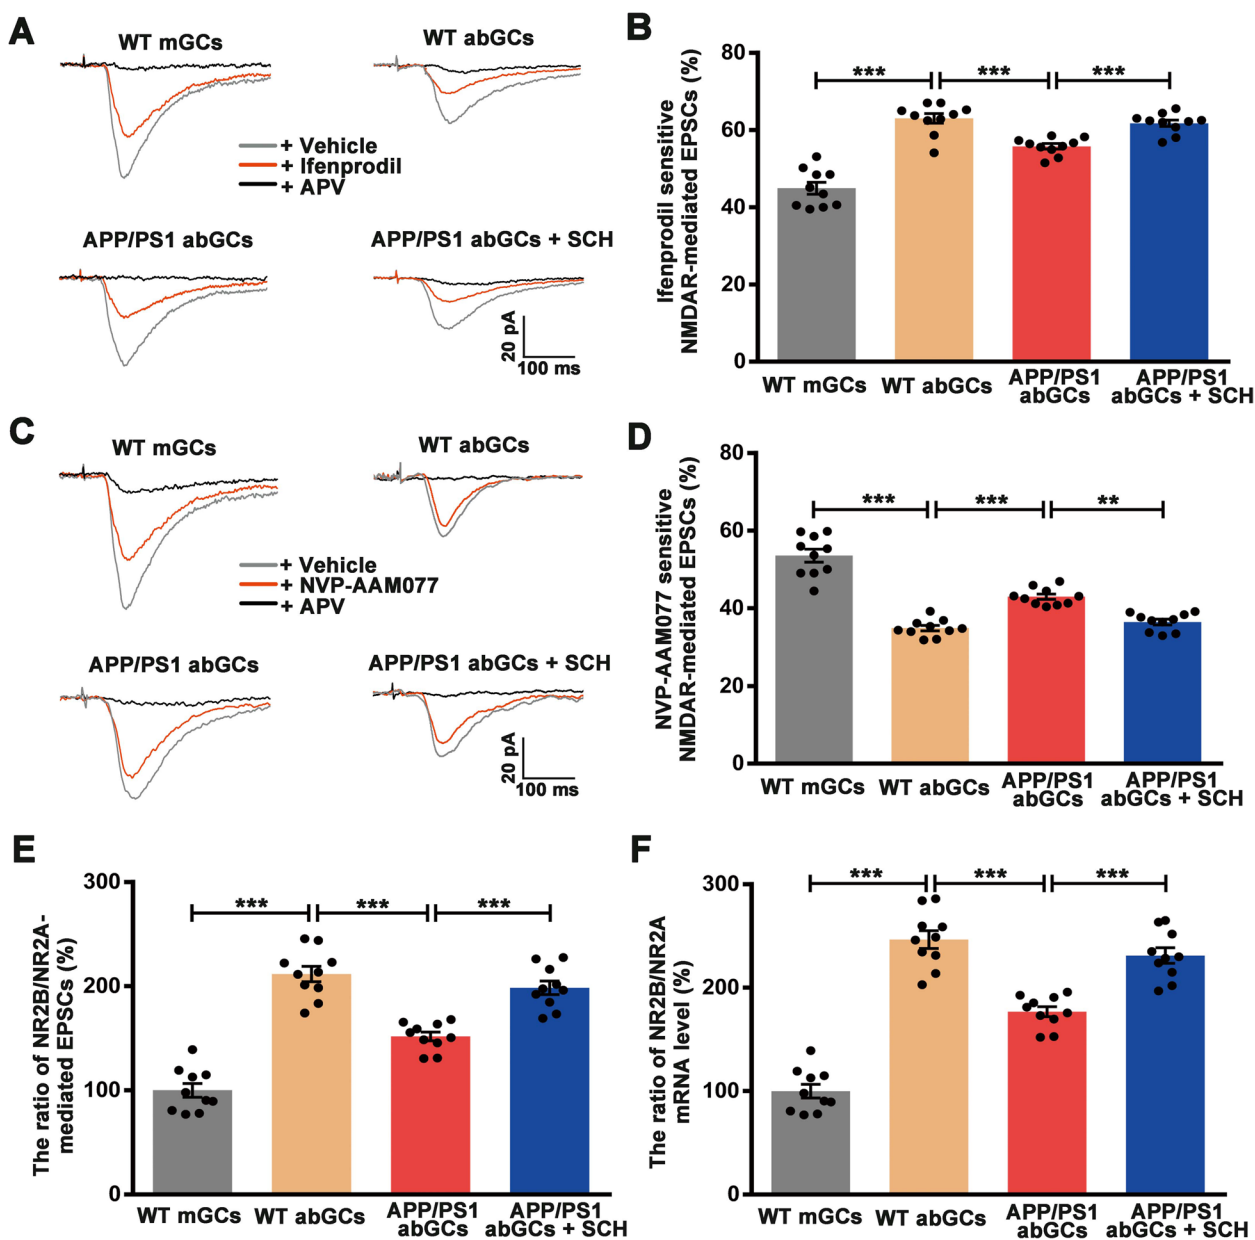 A
WT mGCs
WT abGCs
+ Vehicle
+ Ifenprodil
+ APV
APP/PS1 abGCs
APP/PS1 abGCs + SCH
20 pA
100 ms
B
Ifenprodil sensitive
NMDAR-mediated EPSCs (%)
80
60
40
20
0
*** *** ***
WT mGCs
WT abGCs
APP/PS1
abGCs
APP/PS1
abGCs + SCH
C
WT mGCs
WT abGCs
+ Vehicle
+ NVP-AAM077
+ APV
APP/PS1 abGCs
APP/PS1 abGCs + SCH
20 pA
100 ms
D
NVP-AAM077 sensitive
NMDAR-mediated EPSCs (%)
80
60
40
20
0
*** *** **
WT mGCs
WT abGCs
APP/PS1
abGCs
APP/PS1
abGCs + SCH
E
The ratio of NR2B/NR2A-
mediated EPSCs (%)
300
200
100
0
*** *** ***
WT mGCs
WT abGCs
APP/PS1
abGCs
APP/PS1
abGCs + SCH
F
The ratio of NR2B/NR2A
mRNA level (%)
300
200
100
0
*** *** ***
WT mGCs
WT abGCs
APP/PS1
abGCs
APP/PS1
abGCs + SCH